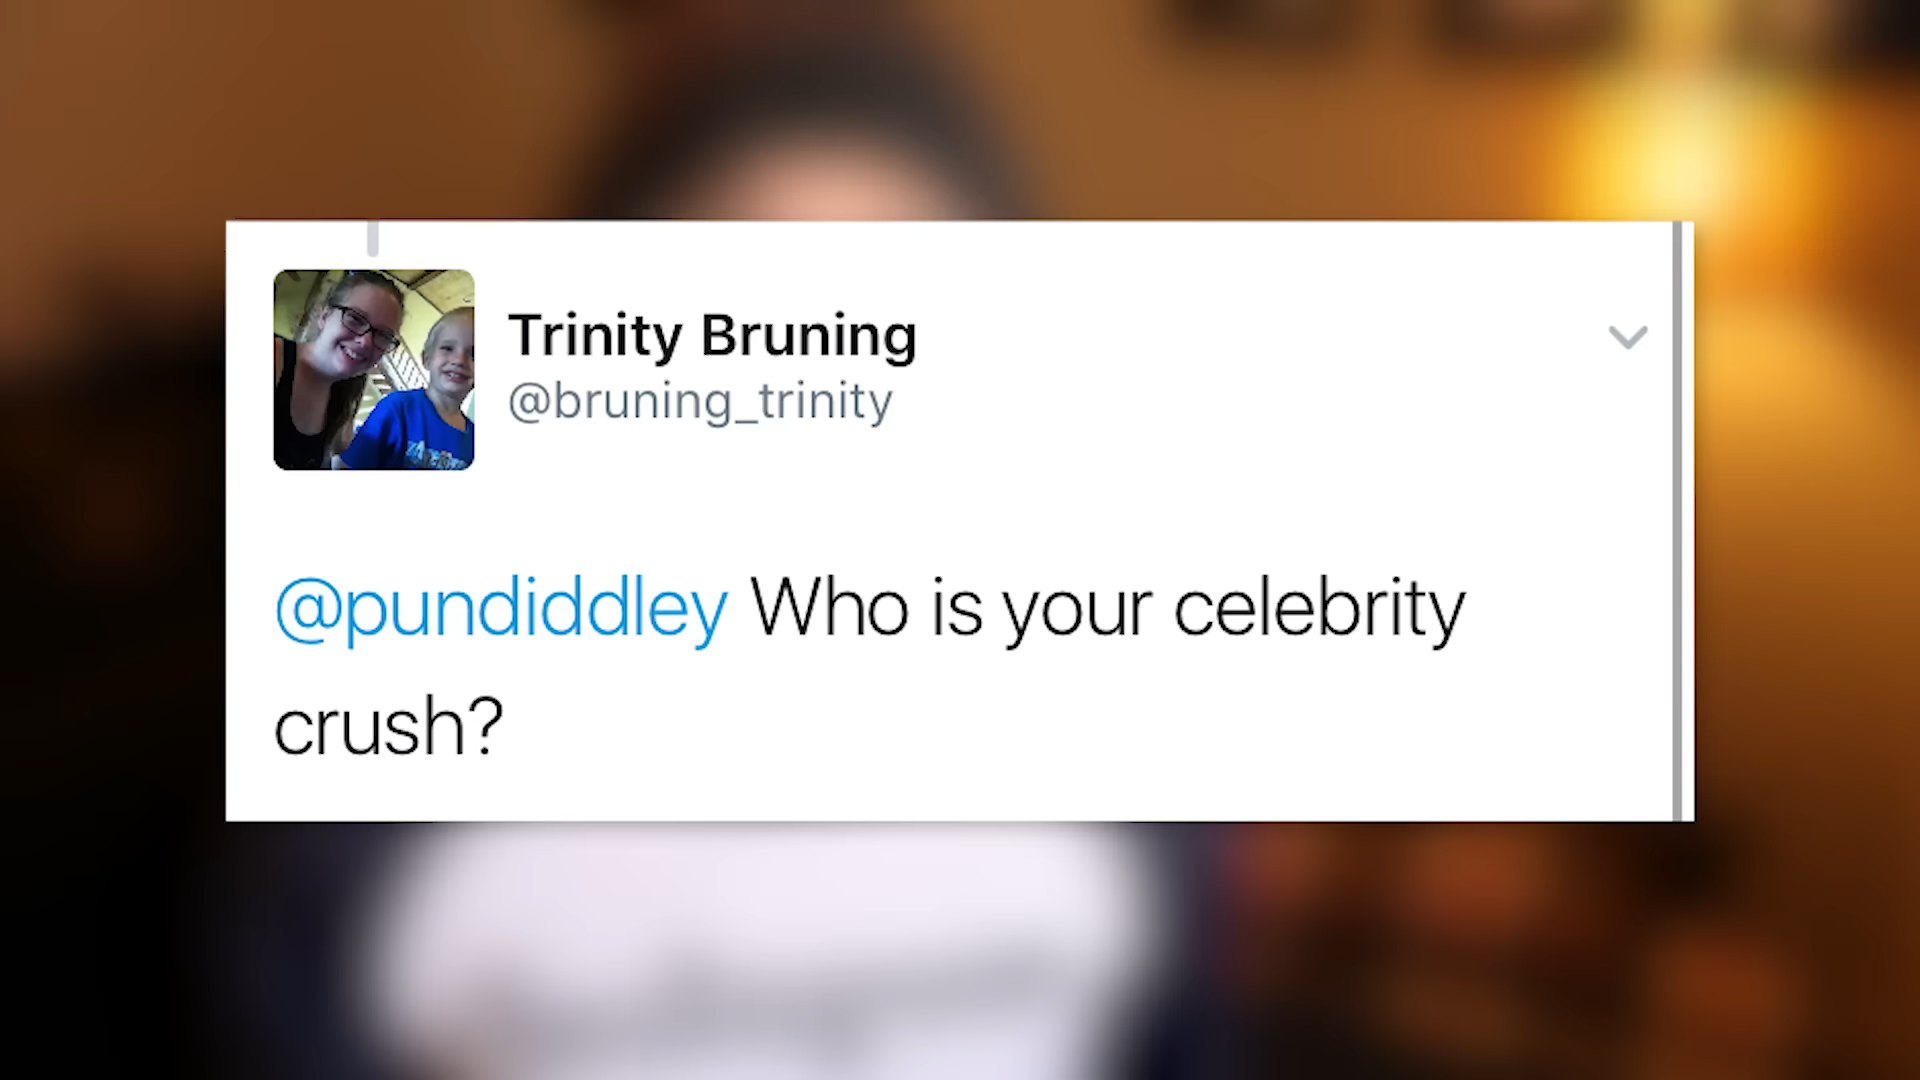 Trinity Bruning
@bruning_trinity
@pundiddley Who is your celebrity
crush?